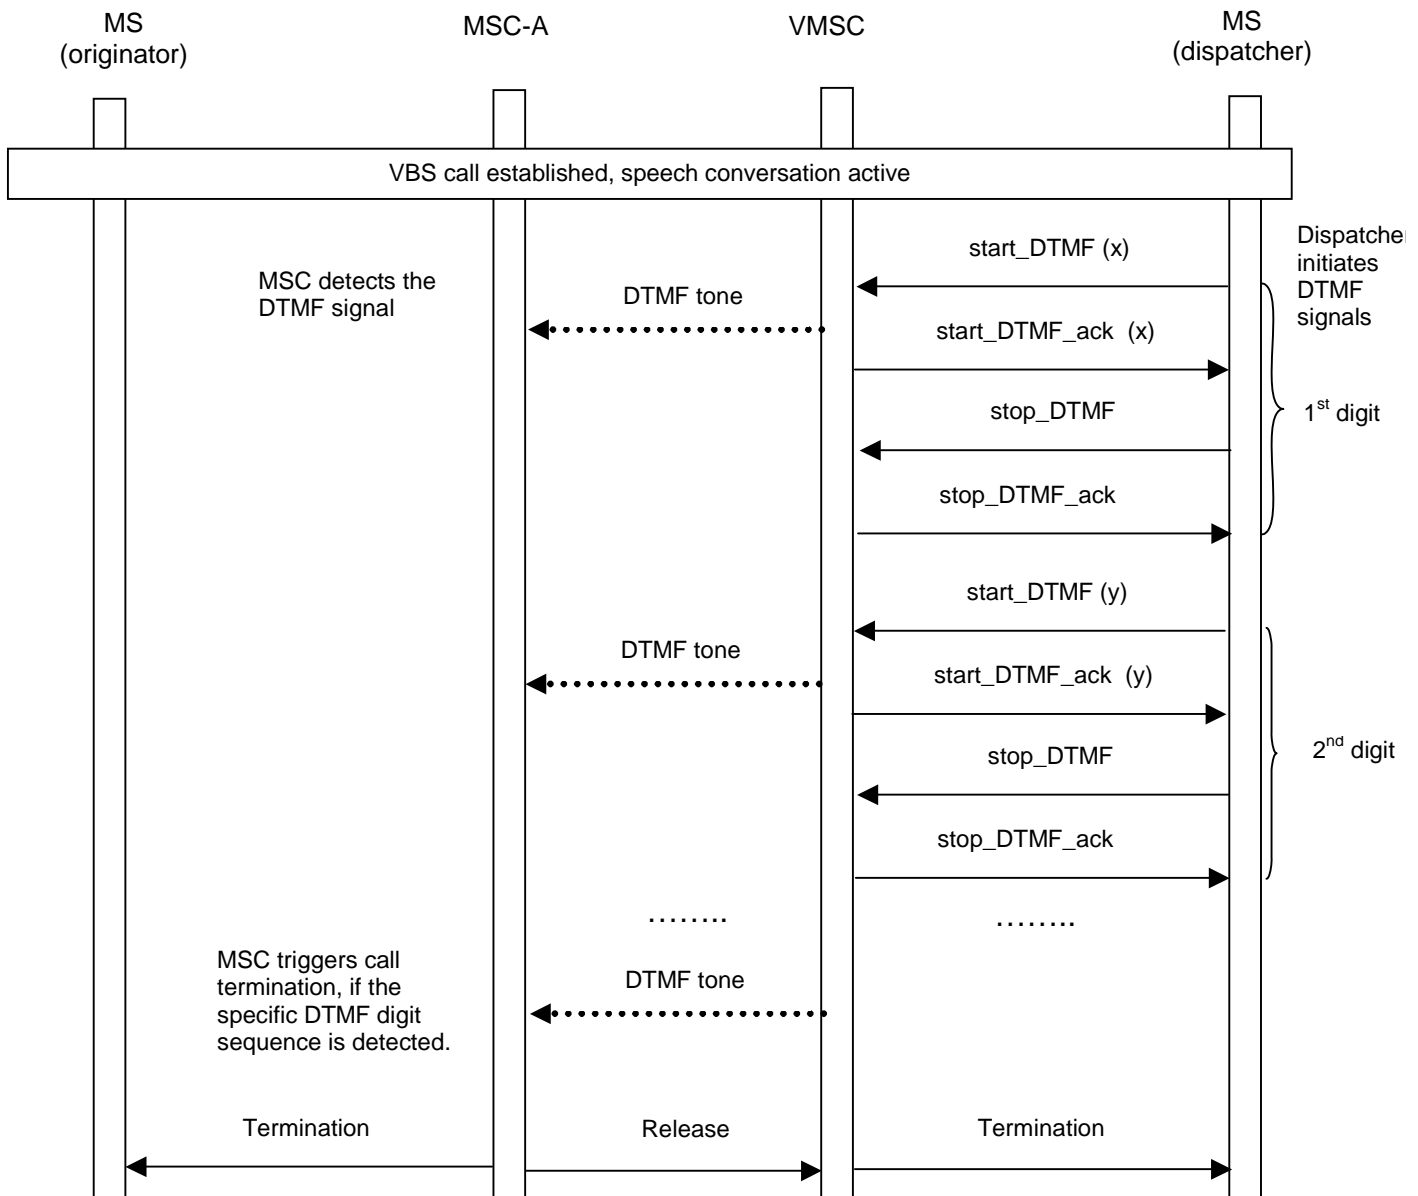 MS
(originator)
MSC-A
VMSC
MS
(dispatcher)
VBS call established, speech conversation active
start_DTMF (x)
Dispatcher
initiates
DTMF
signals
MSC detects the
DTMF signal
DTMF tone
start_DTMF_ack (x)
stop_DTMF
1st digit
stop_DTMF_ack
start_DTMF (y)
DTMF tone
start_DTMF_ack (y)
stop_DTMF
2nd digit
stop_DTMF_ack
........
........
MSC triggers call
termination, if the
specific DTMF digit
sequence is detected.
DTMF tone
Termination
Release
Termination